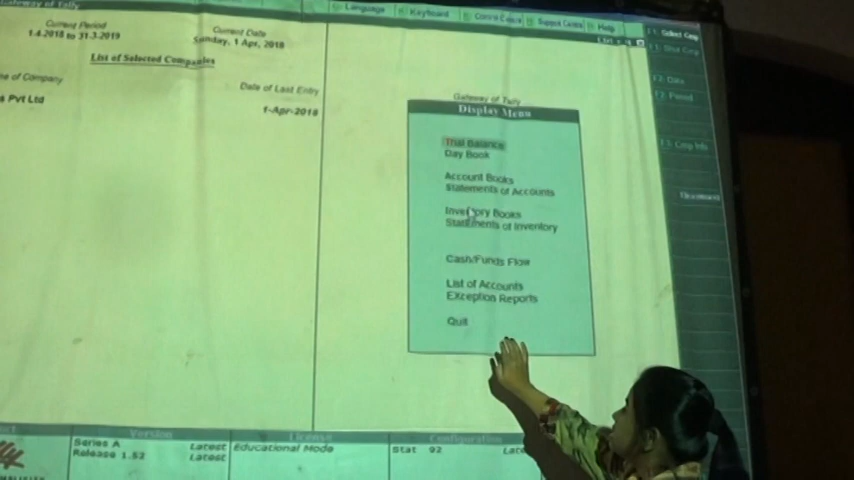 Gateway of Tally
Language
Keyboard
Control Centre
Support Centre
Help
Current Period
1-4-2018 to 31-3-2019
Current Date
Sunday, 1 Apr, 2018
List of Selected Companies
of Company
Date of Last Entry
s Pvt Ltd
1-Apr-2018
Gateway of Tally
Display Menu
Trial Balance
Day Book
Account Books
Statements of Accounts
Inventory Books
Statements of Inventory
Cash/Funds Flow
List of Accounts
Exception Reports
Quit
F1: Select Cmp
F2: Date
F2: Period
Version
License
Configuration
Series A Latest
Release 1.52 Latest
Educational Mode
Stat 92